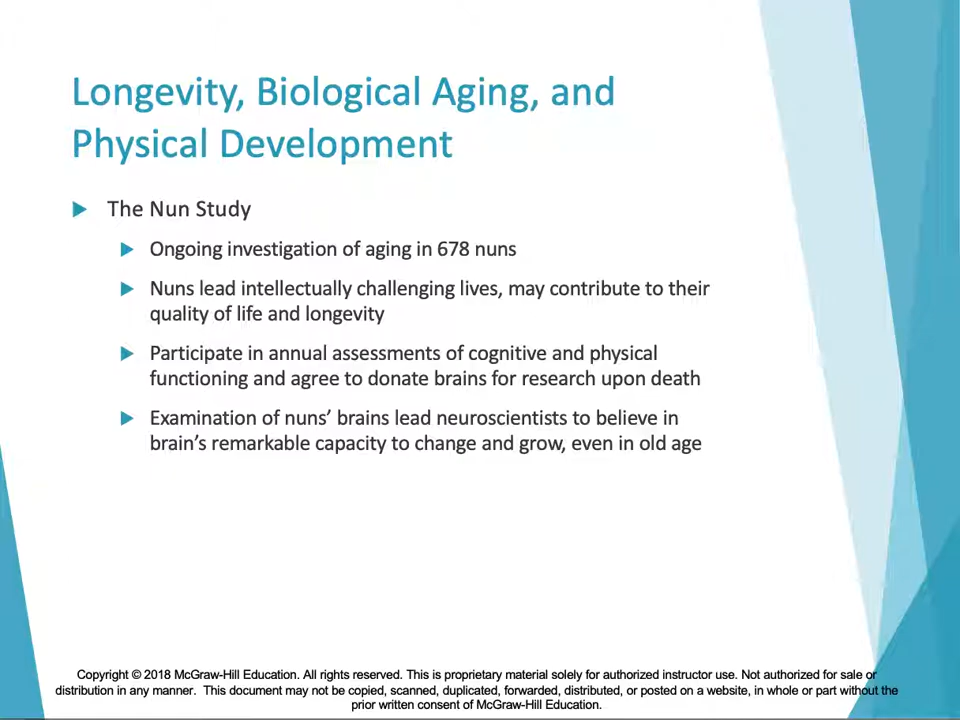 Longevity, Biological Aging, and
Physical Development
The Nun Study
Ongoing investigation of aging in 678 nuns
Nuns lead intellectually challenging lives, may contribute to their
quality of life and longevity
Participate in annual assessments of cognitive and physical
functioning and agree to donate brains for research upon death
Examination of nuns’ brains lead neuroscientists to believe in
brain’s remarkable capacity to change and grow, even in old age
Copyright © 2018 McGraw-Hill Education. All rights reserved. This is proprietary material solely for authorized instructor use. Not authorized for sale or
distribution in any manner. This document may not be copied, scanned, duplicated, forwarded, distributed, or posted on a website, in whole or part without the
prior written consent of McGraw-Hill Education.